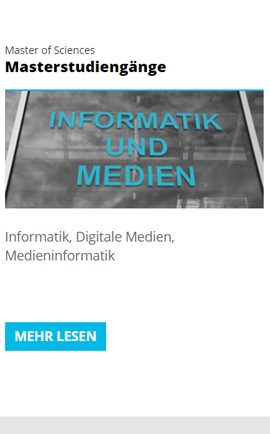 Master of Sciences
Masterstudiengänge
INFORMATIK
UND
MEDIEN
Informatik, Digitale Medien,
Medieninformatik
MEHR LESEN